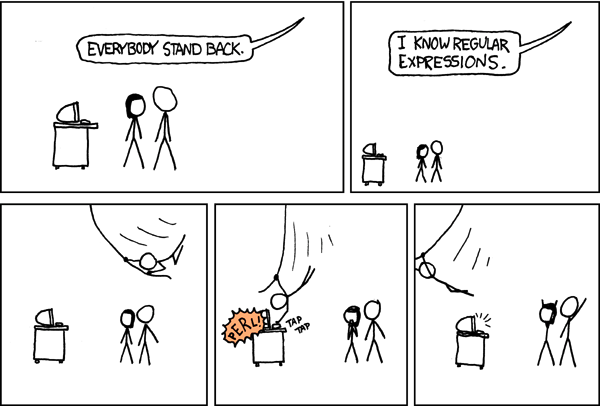 EVERYBODY STAND BACK.
I KNOW REGULAR
EXPRESSIONS.
PERL!
TAP
TAP